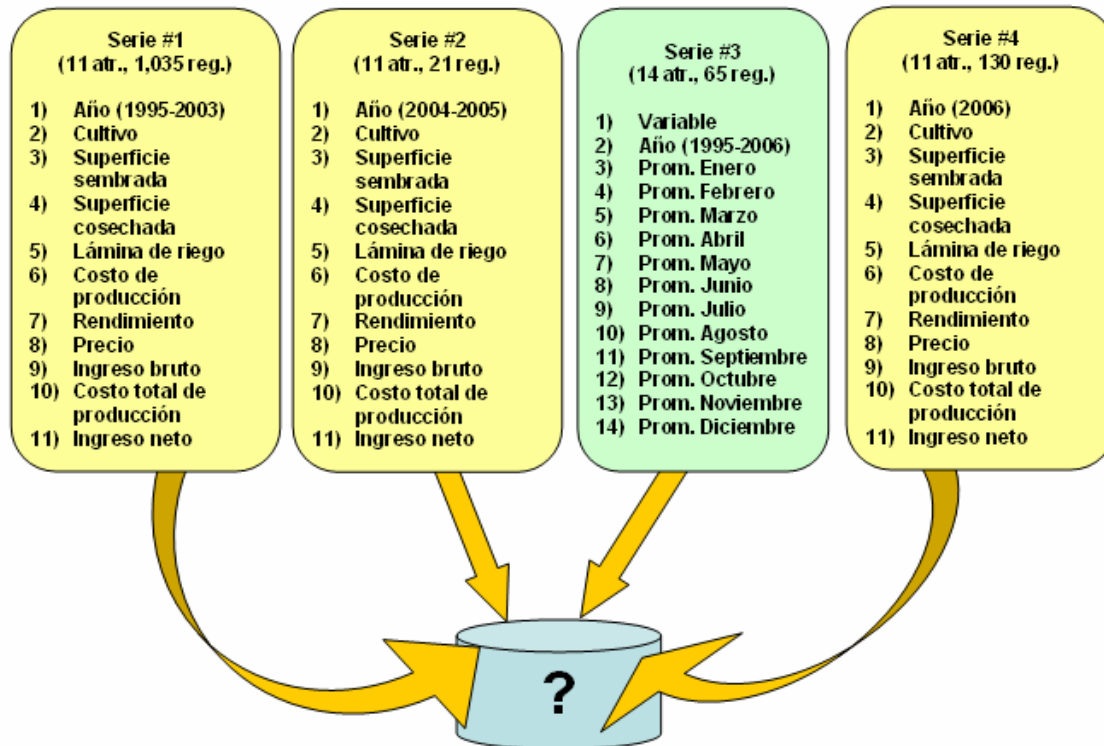 Serie #1
(11 atr., 1,035 reg.)
1) Año (1995-2003)
2) Cultivo
3) Superficie
sembrada
4) Superficie
cosechada
5) Lámina de riego
6) Costo de
producción
7) Rendimiento
8) Precio
9) Ingreso bruto
10) Costo total de
producción
11) Ingreso neto
Serie #2
(11 atr., 21 reg.)
1) Año (2004-2005)
2) Cultivo
3) Superficie
sembrada
4) Superficie
cosechada
5) Lámina de riego
6) Costo de
producción
7) Rendimiento
8) Precio
9) Ingreso bruto
10) Costo total de
producción
11) Ingreso neto
Serie #3
(14 atr., 65 reg.)
1) Variable
2) Año (1995-2006)
3) Prom. Enero
4) Prom. Febrero
5) Prom. Marzo
6) Prom. Abril
7) Prom. Mayo
8) Prom. Junio
9) Prom. Julio
10) Prom. Agosto
11) Prom. Septiembre
12) Prom. Octubre
13) Prom. Noviembre
14) Prom. Diciembre
Serie #4
(11 atr., 130 reg.)
1) Año (2006)
2) Cultivo
3) Superficie
sembrada
4) Superficie
cosechada
5) Lámina de riego
6) Costo de
producción
7) Rendimiento
8) Precio
9) Ingreso bruto
10) Costo total de
producción
11) Ingreso neto
?